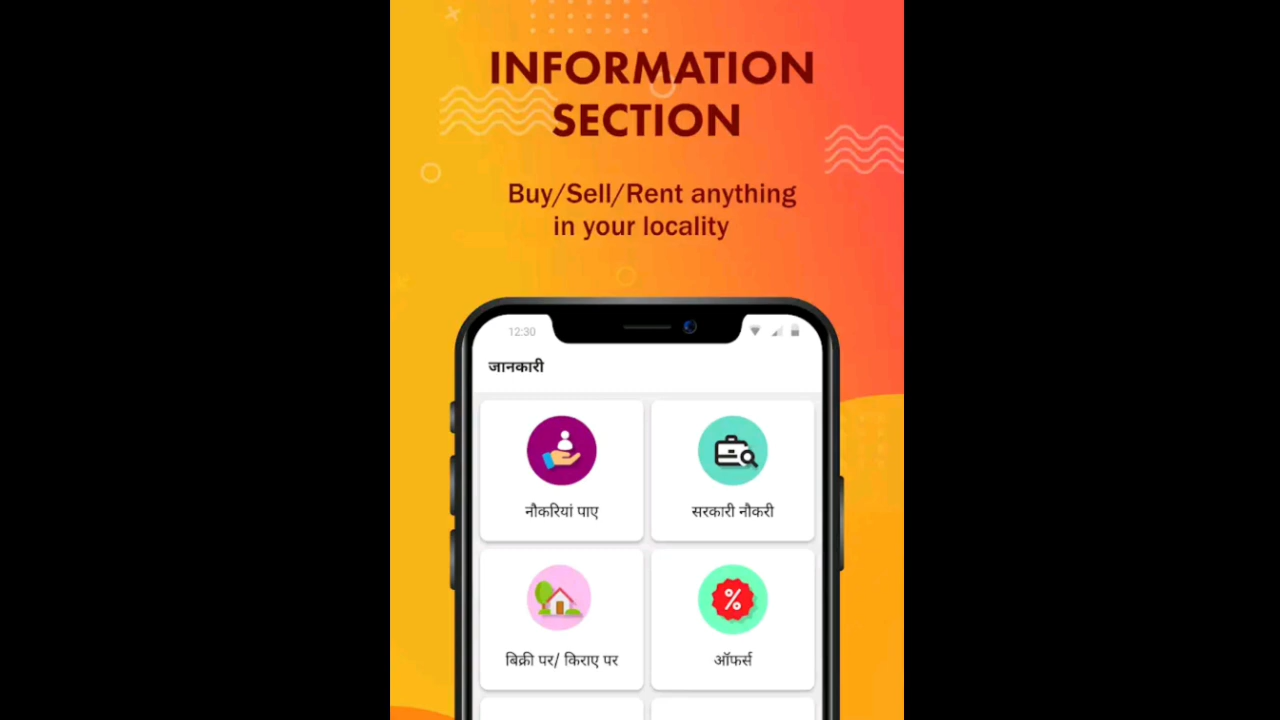 INFORMATION
SECTION
Buy/Sell/Rent anything
in your locality
12:30
जानकारी
नौकरियां पाए
सरकारी नौकरी
बिक्री पर/ किराए पर
ऑफर्स
%